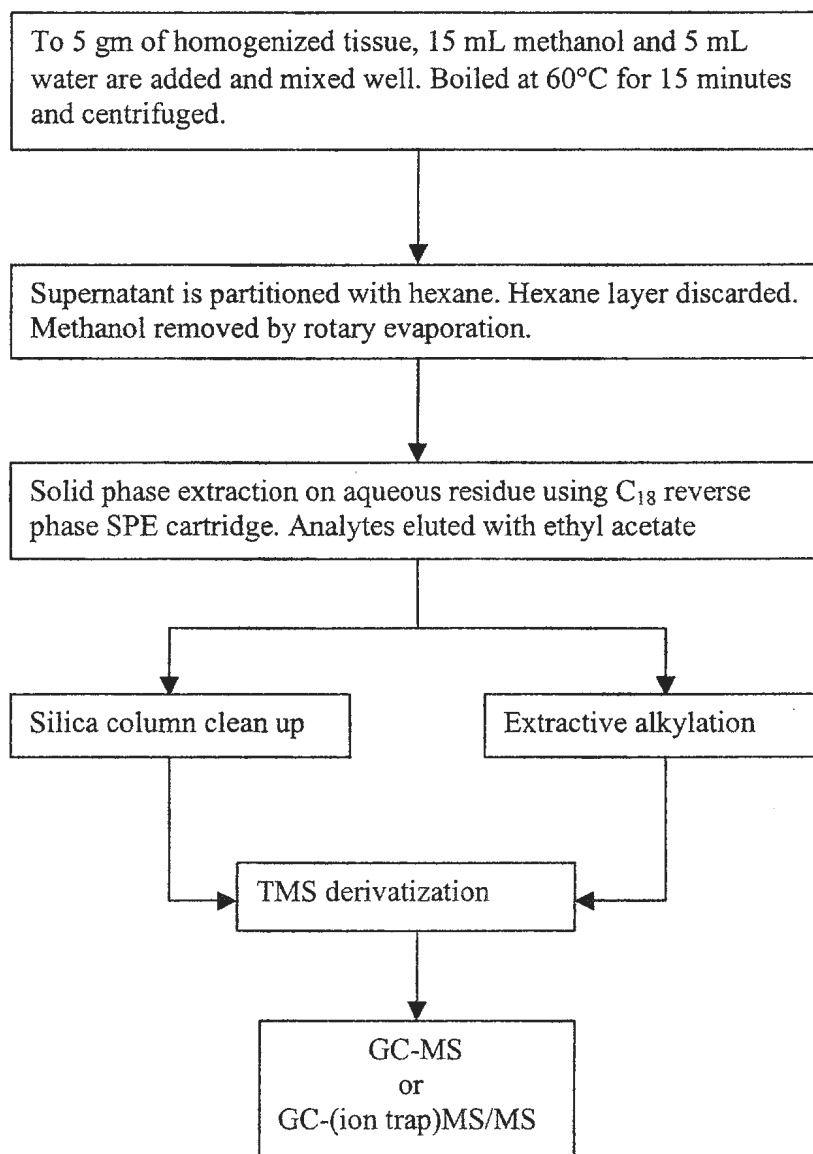 To 5 gm of homogenized tissue, 15 mL methanol and 5 mL
water are added and mixed well. Boiled at 60°C for 15 minutes
and centrifuged.
Supernatant is partitioned with hexane. Hexane layer discarded.
Methanol removed by rotary evaporation.
Solid phase extraction on aqueous residue using C₁₈ reverse
phase SPE cartridge. Analytes eluted with ethyl acetate
Silica column clean up
Extractive alkylation
TMS derivatization
GC-MS
or
GC-(ion trap)MS/MS